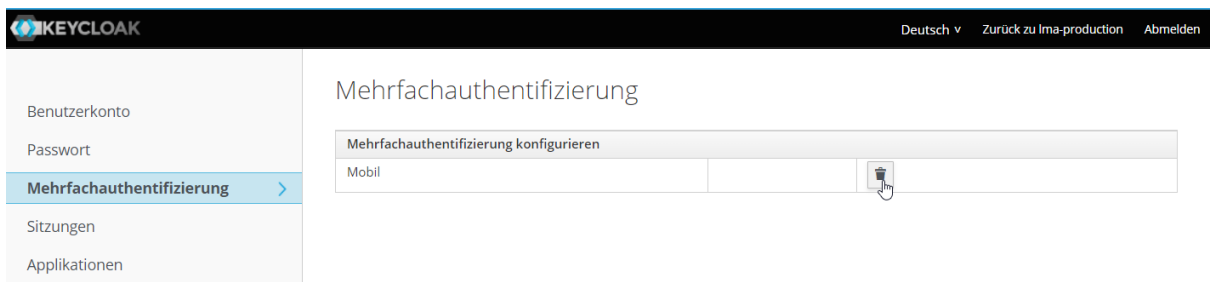 KEYCLOAK
Deutsch v Zurück zu lma-production Abmelden
Mehrfachauthentifizierung
Benutzerkonto
Passwort
Mehrfachauthentifizierung
Sitzungen
Applikationen
Mehrfachauthentifizierung konfigurieren
Mobil